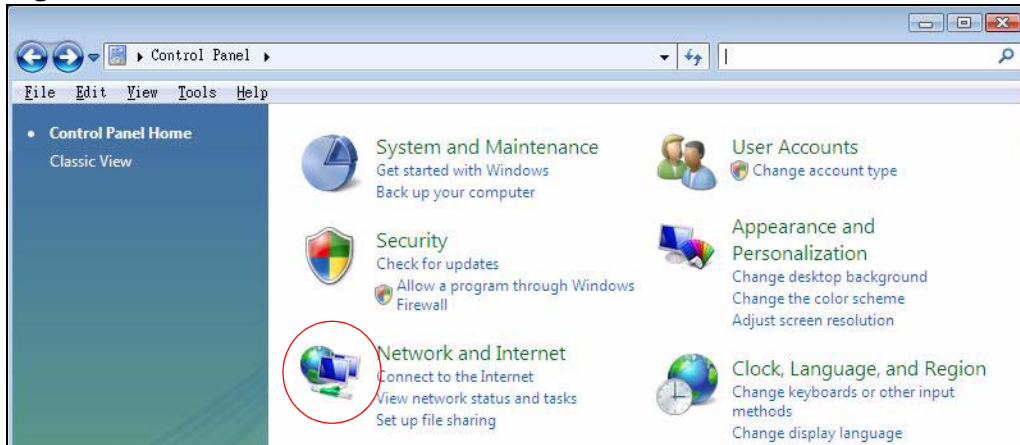 Control Panel
File Edit View Tools Help
Control Panel Home
Classic View
System and Maintenance
Get started with Windows
Back up your computer
Security
Check for updates
Allow a program through Windows
Firewall
Network and Internet
Connect to the Internet
View network status and tasks
Set up file sharing
User Accounts
Change account type
Appearance and
Personalization
Change desktop background
Change the color scheme
Adjust screen resolution
Clock, Language, and Region
Change keyboards or other input
methods
Change display language